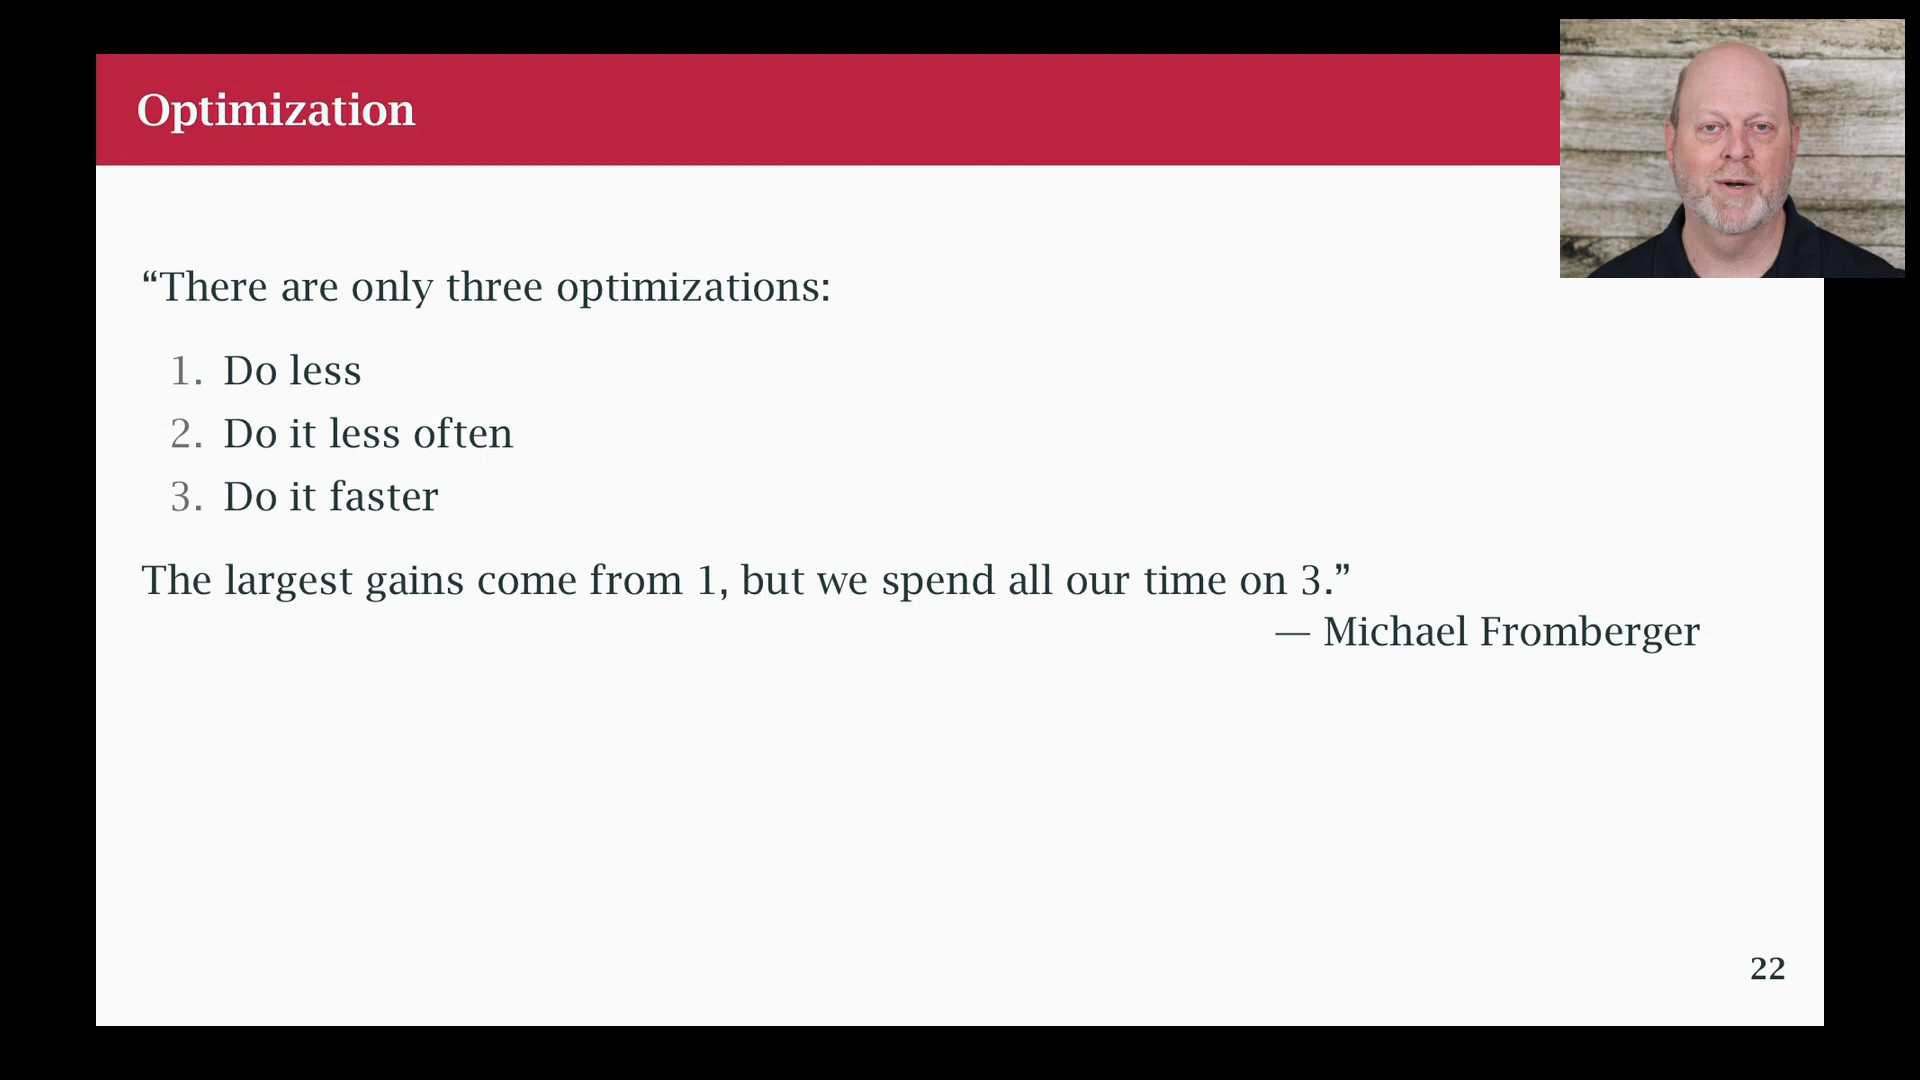 Optimization
“There are only three optimizations:
1. Do less
2. Do it less often
3. Do it faster
The largest gains come from 1, but we spend all our time on 3.”
— Michael Fromberger
22